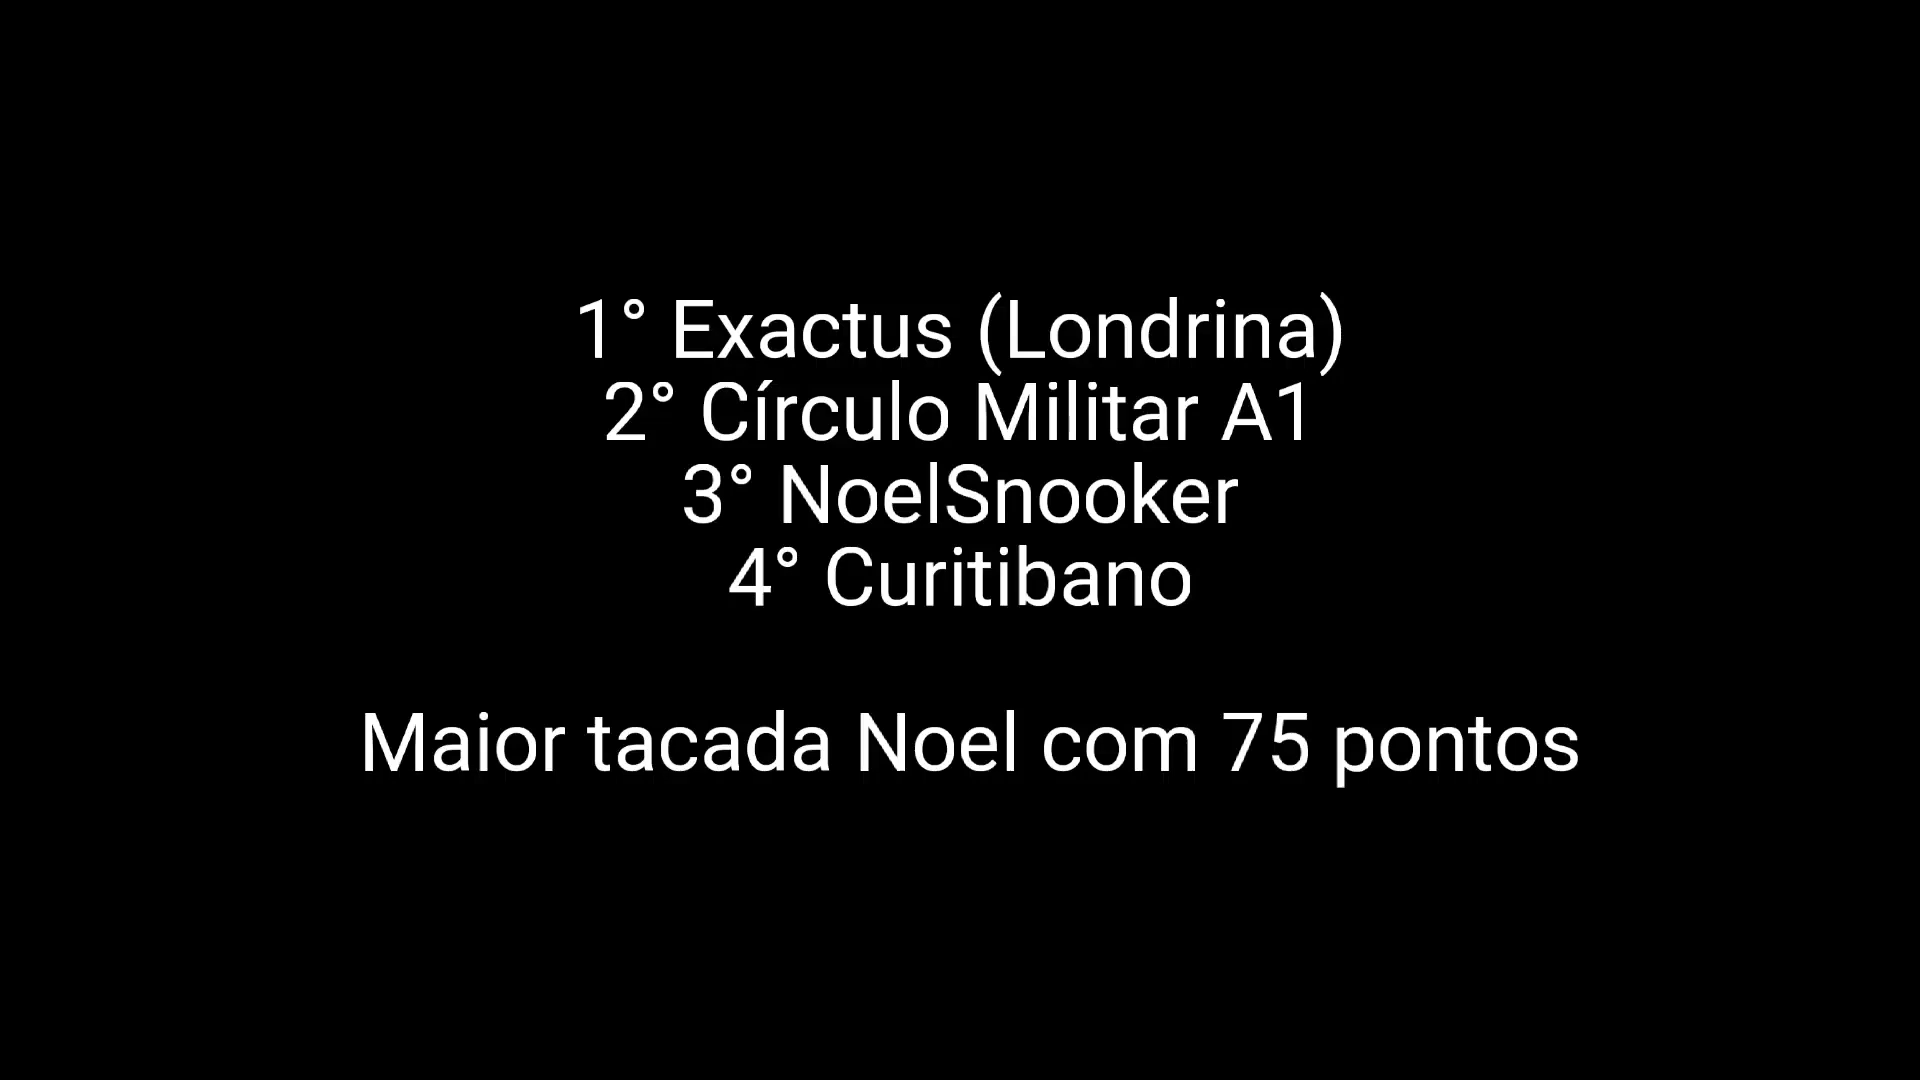 1° Exactus (Londrina)
2° Círculo Militar A1
3° NoelSnooker
4° Curitibano
Maior tacada Noel com 75 pontos